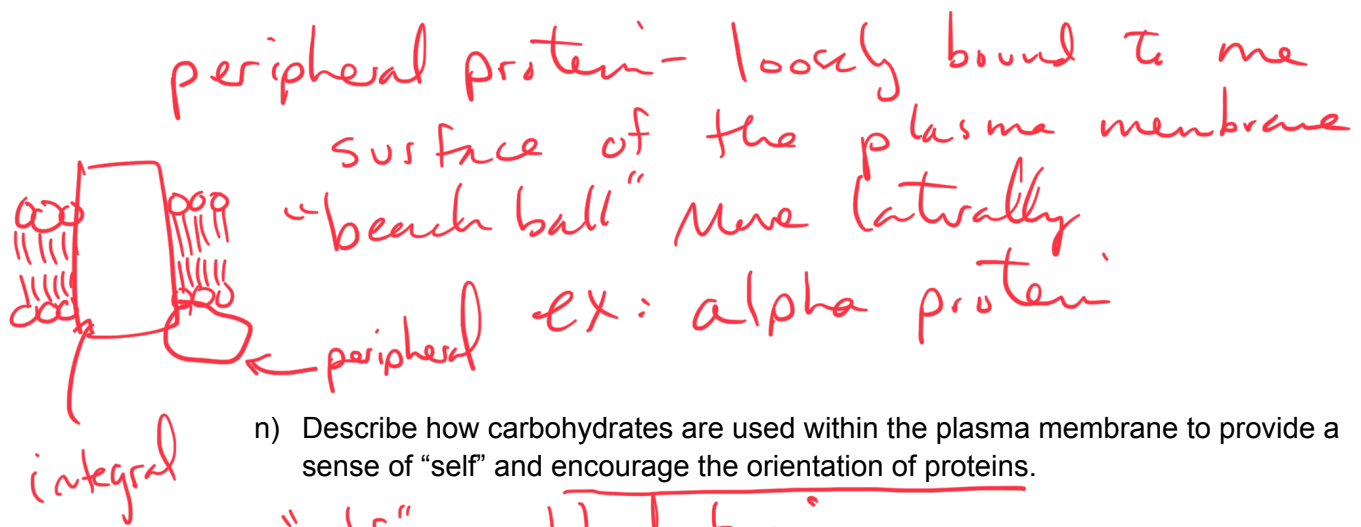 peripheral protein - loosely bound to the
surface of the plasma membrane
"beach ball" Move laterally
ex: alpha protein
peripheral
integral
n) Describe how carbohydrates are used within the plasma membrane to provide a
sense of “self” and encourage the orientation of proteins.